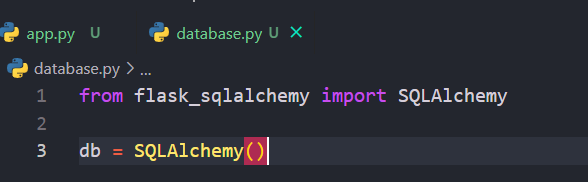 app.py U database.py U
database.py > ...
1 from flask_sqlalchemy import SQLAlchemy
2
3 db = SQLAlchemy()